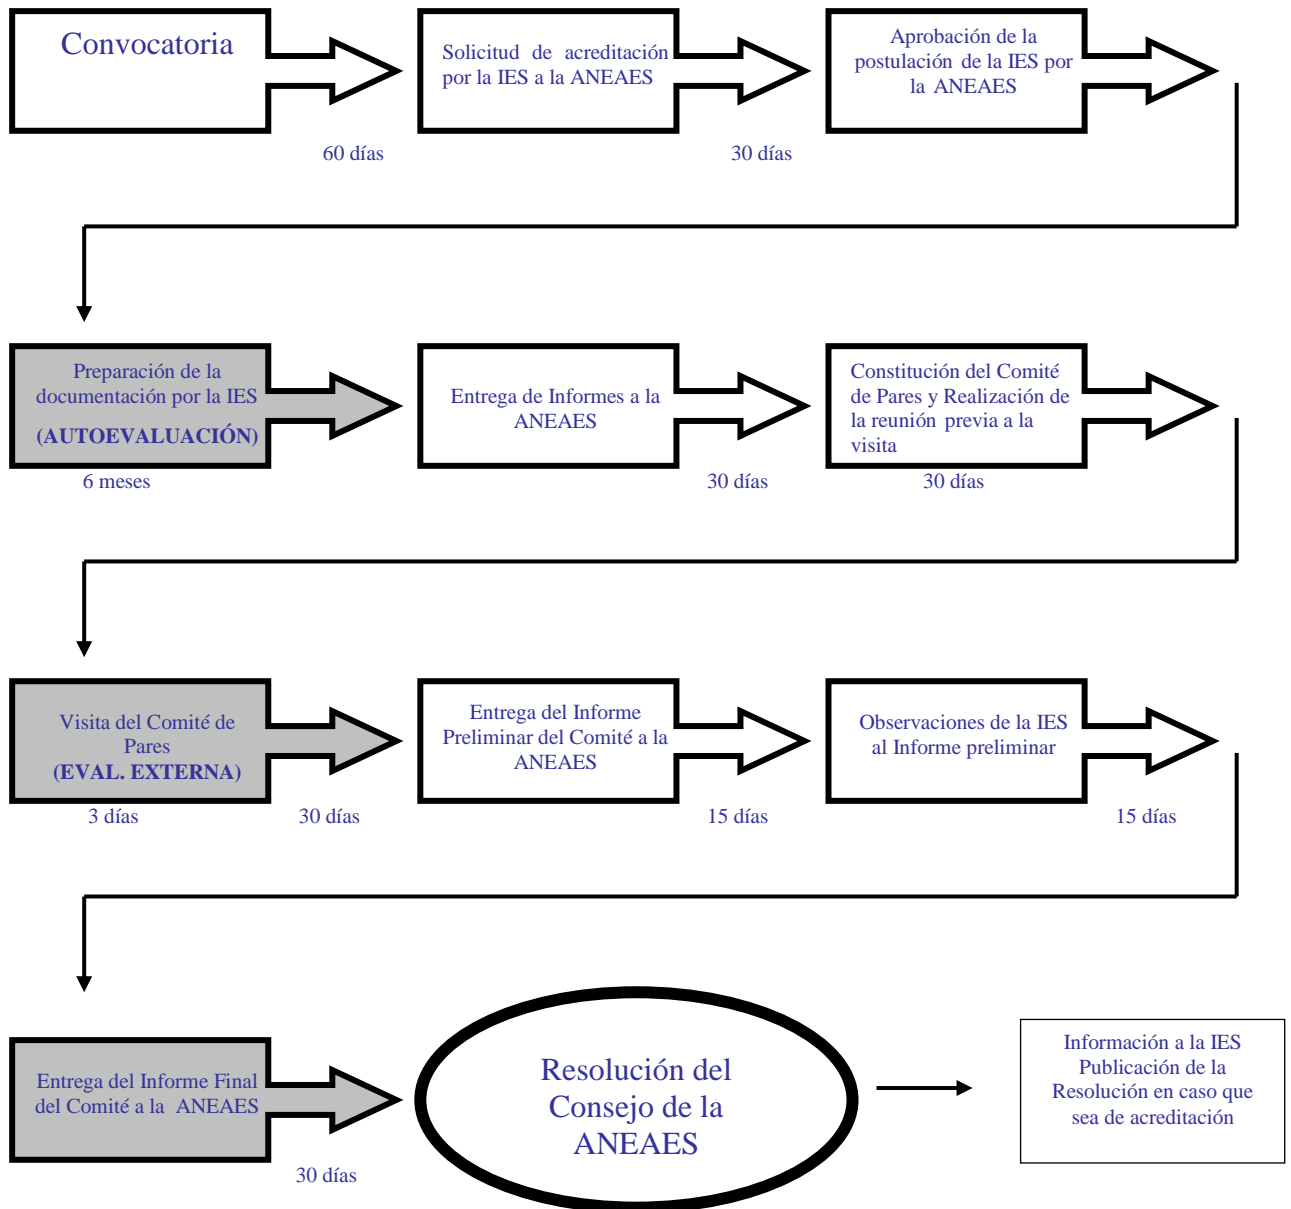 Convocatoria
Solicitud de acreditación
por la IES a la ANEAES
Aprobación de la
postulación de la IES por
la ANEAES
60 días
30 días
Preparación de la
documentación por la IES
(AUTOEVALUACIÓN)
Entrega de Informes a la
ANEAES
Constitución del Comité
de Pares y Realización de
la reunión previa a la
visita
6 meses
30 días
30 días
Visita del Comité de
Pares
(EVAL. EXTERNA)
Entrega del Informe
Preliminar del Comité a la
ANEAES
Observaciones de la IES
al Informe preliminar
3 días
30 días
15 días
15 días
Entrega del Informe Final
del Comité a la ANEAES
Resolución del
Consejo de la
ANEAES
Información a la IES
Publicación de la
Resolución en caso que
sea de acreditación
30 días